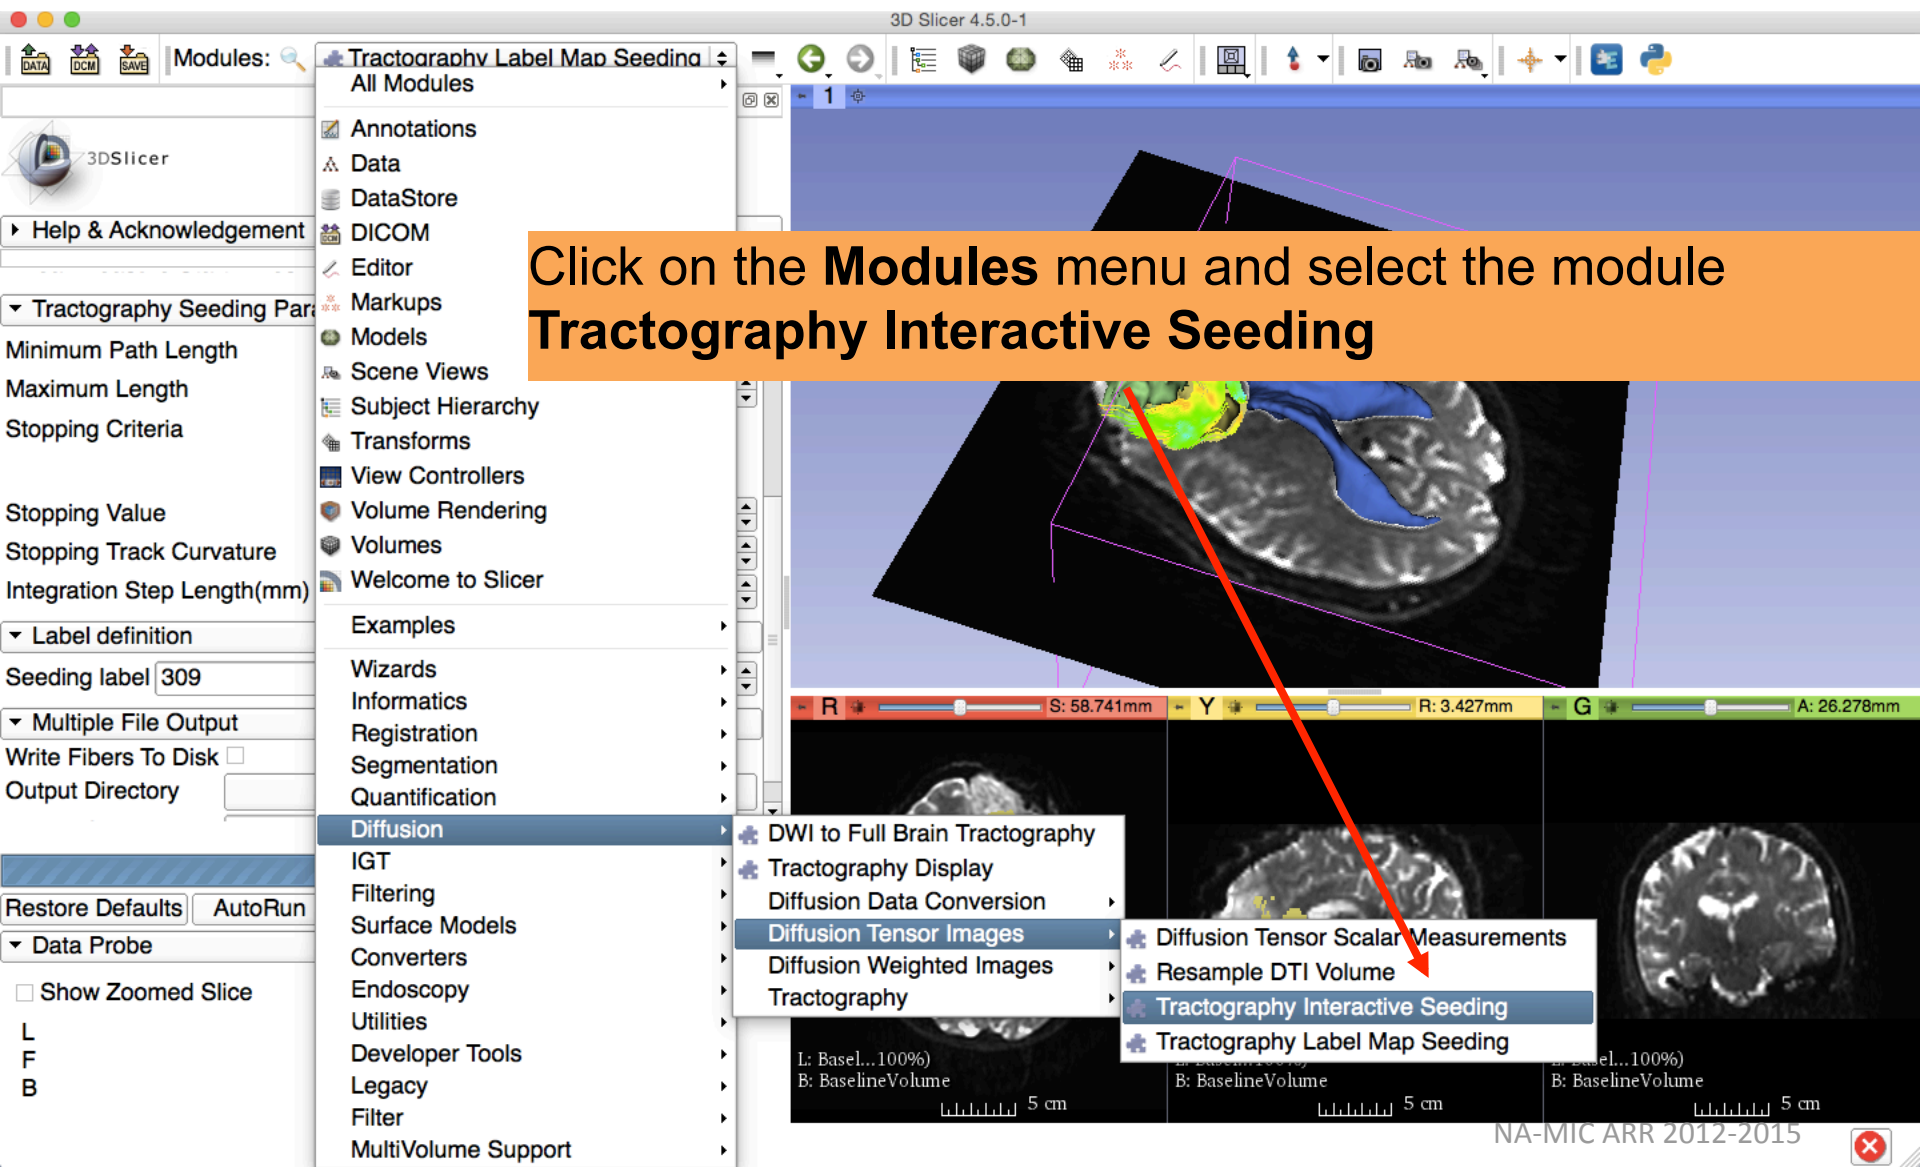 3D Slicer 4.5.0-1
DATA
DCM
SAVE
Modules:
Tractography Label Map Seeding
All Modules
Annotations
Data
DataStore
DICOM
Editor
Markups
Models
Scene Views
Subject Hierarchy
Transforms
View Controllers
Volume Rendering
Volumes
Welcome to Slicer
Examples
Wizards
Informatics
Registration
Segmentation
Quantification
Diffusion
IGT
Filtering
Surface Models
Converters
Endoscopy
Utilities
Developer Tools
Legacy
Filter
MultiVolume Support
3DSlicer
Help & Acknowledgement
Tractography Seeding Para
Minimum Path Length
Maximum Length
Stopping Criteria
Stopping Value
Stopping Track Curvature
Integration Step Length(mm)
Label definition
Seeding label 309
Multiple File Output
Write Fibers To Disk
Output Directory
Restore Defaults
AutoRun
Data Probe
Show Zoomed Slice
L
F
B
1
Click on the Modules menu and select the module
Tractography Interactive Seeding
R
S: 58.741mm
Y
R: 3.427mm
G
A: 26.278mm
DWI to Full Brain Tractography
Tractography Display
Diffusion Data Conversion
Diffusion Tensor Images
Diffusion Weighted Images
Tractography
Diffusion Tensor Scalar Measurements
Resample DTI Volume
Tractography Interactive Seeding
Tractography Label Map Seeding
L: Basel...100%)
B: BaselineVolume
5 cm
B: BaselineVolume
5 cm
el...100%)
B: BaselineVolume
5 cm
NA-MIC ARR 2012-2015